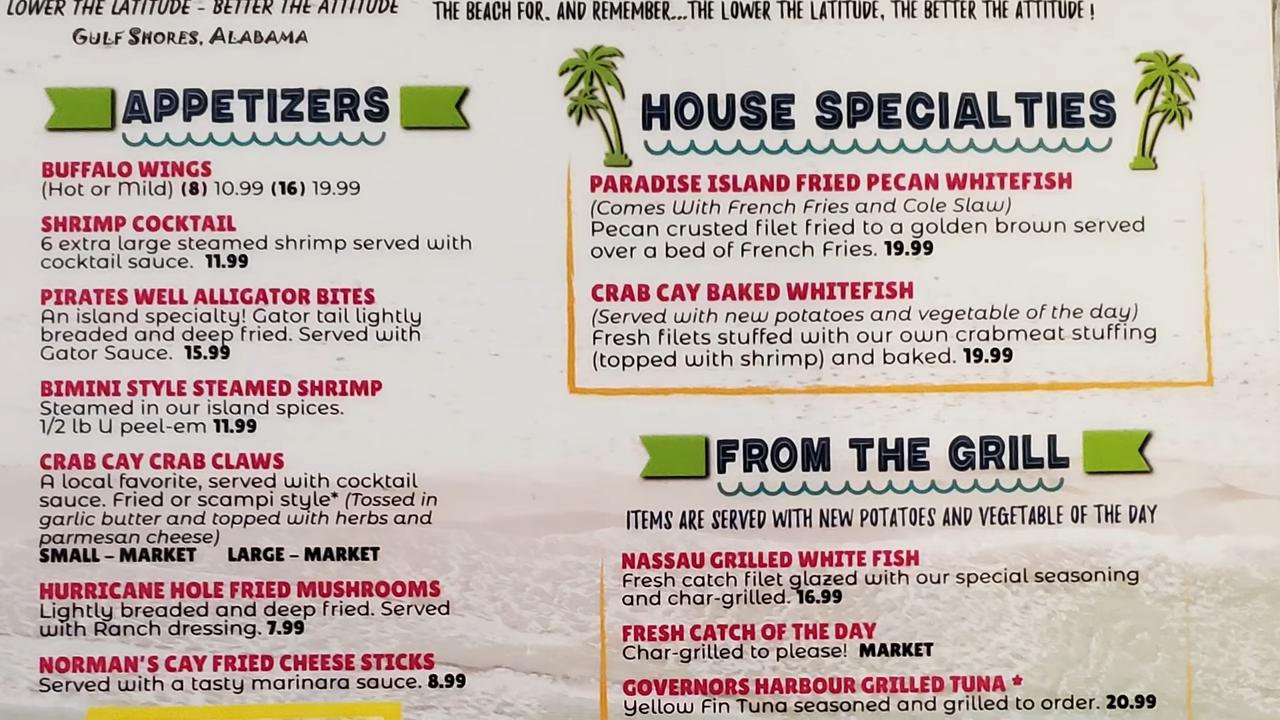 LOWER THE LATITUDE - BETTER THE ATTITUDE
THE BEACH FOR. AND REMEMBER...THE LOWER THE LATITUDE, THE BETTER THE ATTITUDE !
GULF SHORES, ALABAMA
APPETIZERS
BUFFALO WINGS
(Hot or Mild) (8) 10.99 (16) 19.99
SHRIMP COCKTAIL
6 extra large steamed shrimp served with
cocktail sauce. 11.99
PIRATES WELL ALLIGATOR BITES
An island specialty! Gator tail lightly
breaded and deep fried. Served with
Gator Sauce. 15.99
BIMINI STYLE STEAMED SHRIMP
Steamed in our island spices.
1/2 lb U peel-em 11.99
CRAB CAY CRAB CLAWS
A local favorite, served with cocktail
sauce. Fried or scampi style* (Tossed in
garlic butter and topped with herbs and
parmesan cheese)
SMALL – MARKET LARGE – MARKET
HURRICANE HOLE FRIED MUSHROOMS
Lightly breaded and deep fried. Served
with Ranch dressing. 7.99
NORMAN'S CAY FRIED CHEESE STICKS
Served with a tasty marinara sauce. 8.99
HOUSE SPECIALTIES
PARADISE ISLAND FRIED PECAN WHITEFISH
(Comes With French Fries and Cole Slaw)
Pecan crusted filet fried to a golden brown served
over a bed of French Fries. 19.99
CRAB CAY BAKED WHITEFISH
(Served with new potatoes and vegetable of the day)
Fresh filets stuffed with our own crabmeat stuffing
(topped with shrimp) and baked. 19.99
FROM THE GRILL
ITEMS ARE SERVED WITH NEW POTATOES AND VEGETABLE OF THE DAY
NASSAU GRILLED WHITE FISH
Fresh catch filet glazed with our special seasoning
and char-grilled. 16.99
FRESH CATCH OF THE DAY
Char-grilled to please! MARKET
GOVERNORS HARBOUR GRILLED TUNA *
Yellow Fin Tuna seasoned and grilled to order. 20.99